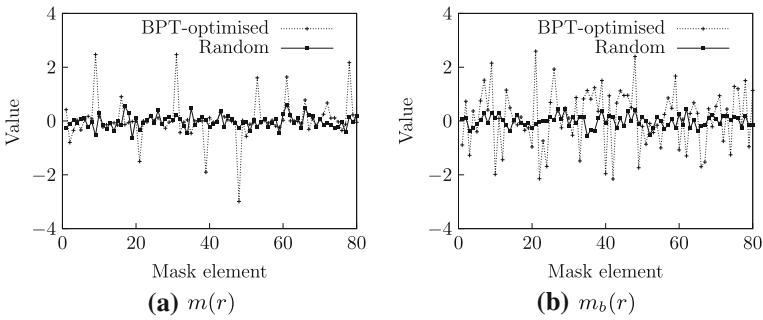 4
2
0
−2
−4
Value
BPT-optimised
Random
0 20 40 60 80
Mask element
(a) m(r)
4
2
0
−2
−4
Value
BPT-optimised
Random
0 20 40 60 80
Mask element
(b) m_b(r)